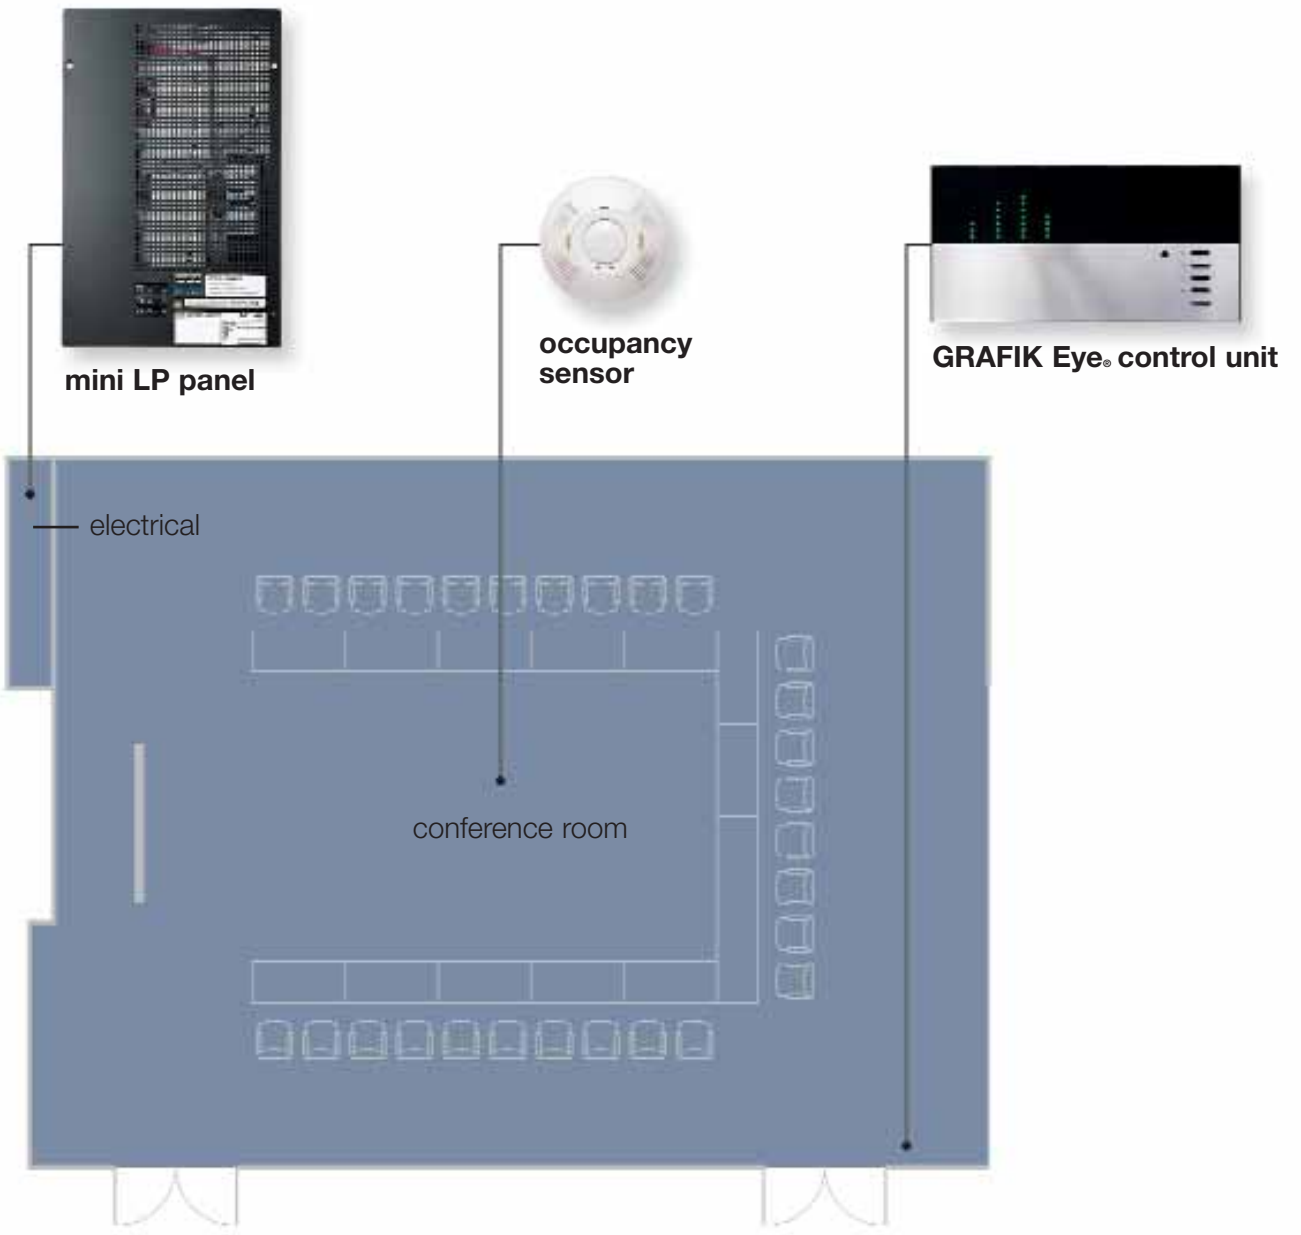 occupancy
sensor
GRAFIK Eye® control unit
mini LP panel
electrical
conference room